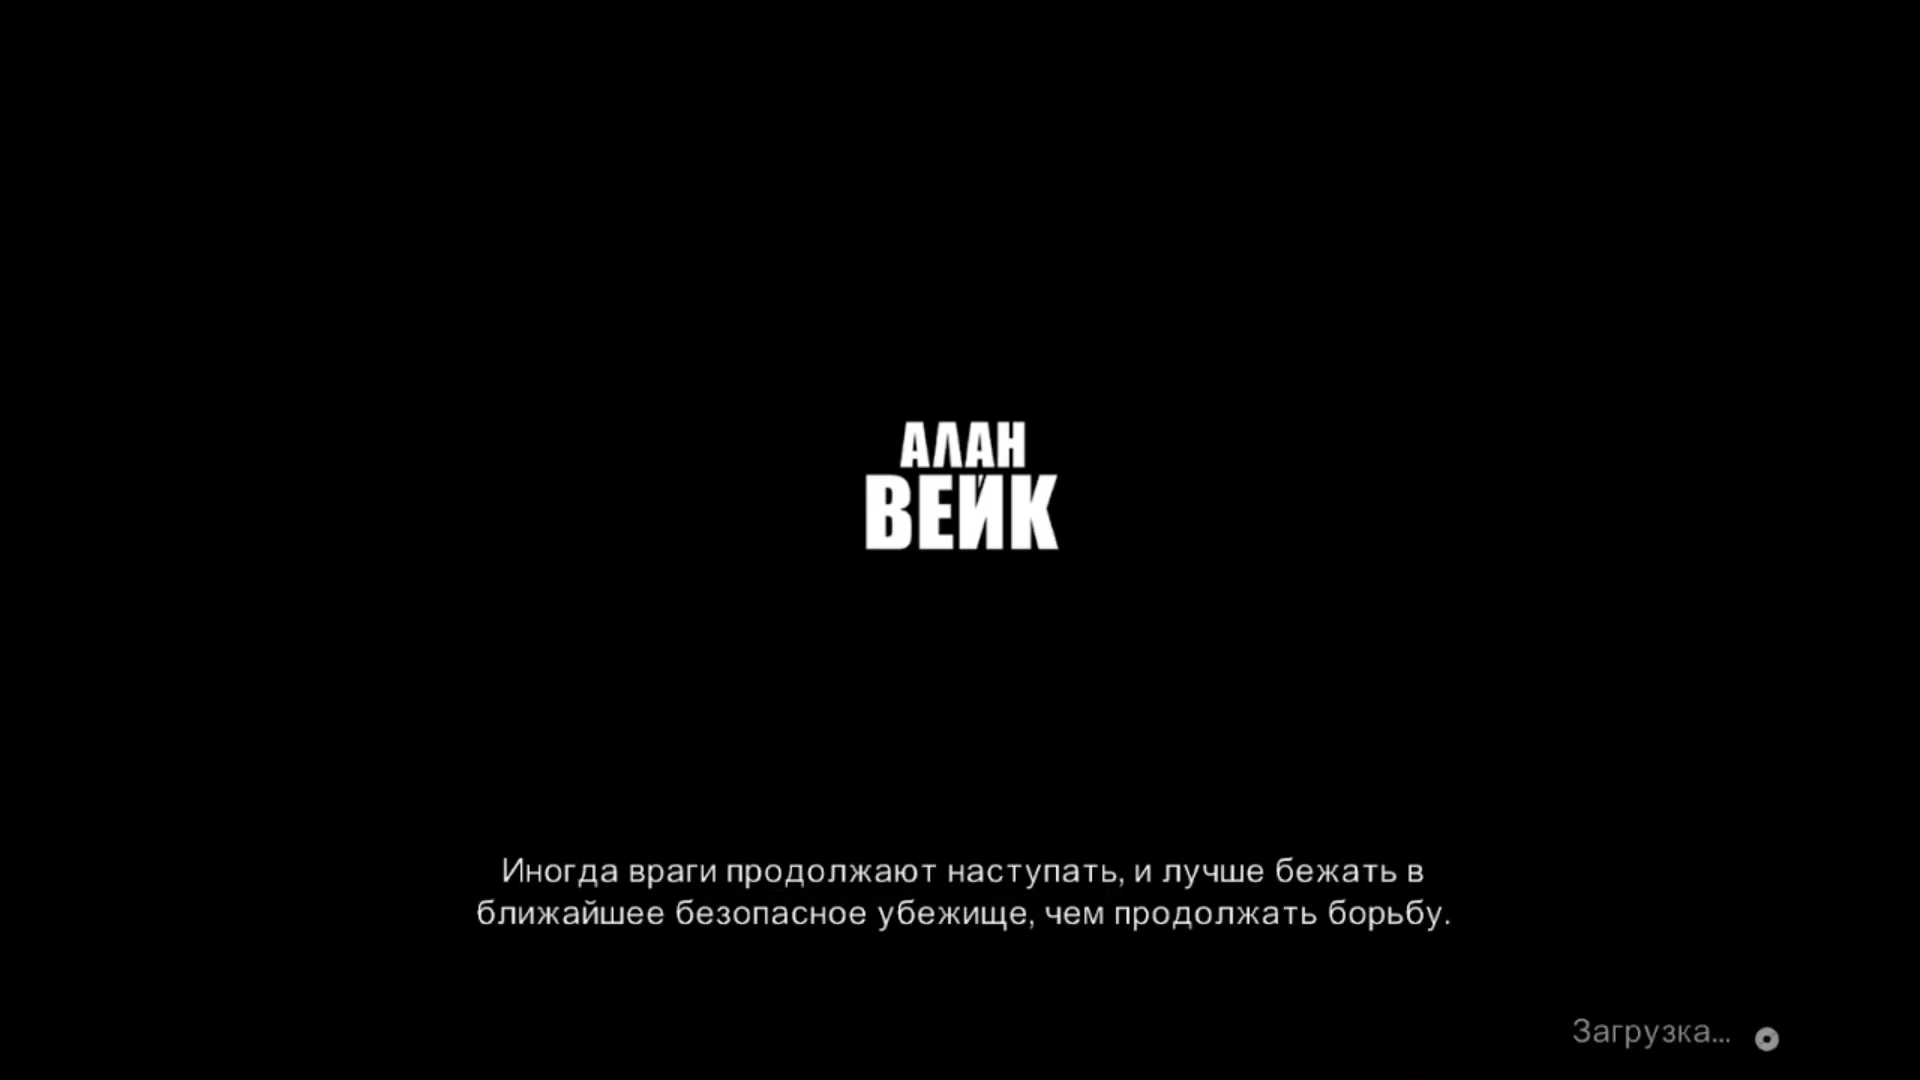 АЛАН
ВЕЙК
Иногда враги продолжают наступать, и лучше бежать в
ближайшее безопасное убежище, чем продолжать борьбу.
Загрузка...